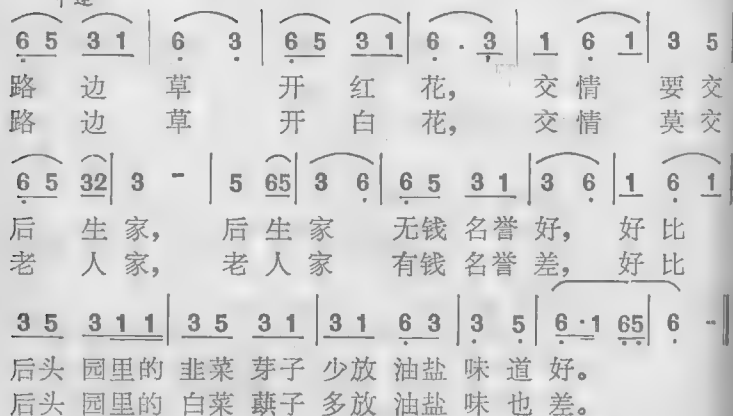 6 5 3 1 | 6 3 | 6 5 3 1 | 6 . 3 | 1 6 1 | 3 5
路 边 草 开 红 花, 交 情 要 交
路 边 草 开 白 花, 交 情 莫 交
6 5 32 | 3 - | 5 65 | 3 6 | 6 5 3 1 | 3 6 | 1 6 1
后 生 家, 后 生 家 无钱 名誉 好, 好 比
老 人 家, 老 人 家 有钱 名誉 差, 好 比
3 5 3 1 1 | 3 5 3 1 | 3 1 6 3 | 3 5 | 6 · 1 65 | 6 - ‖
后头 园里的 韭菜 芽子 少放 油盐 味 道 好。
后头 园里的 白菜 蕻子 多放 油盐 味 也 差。